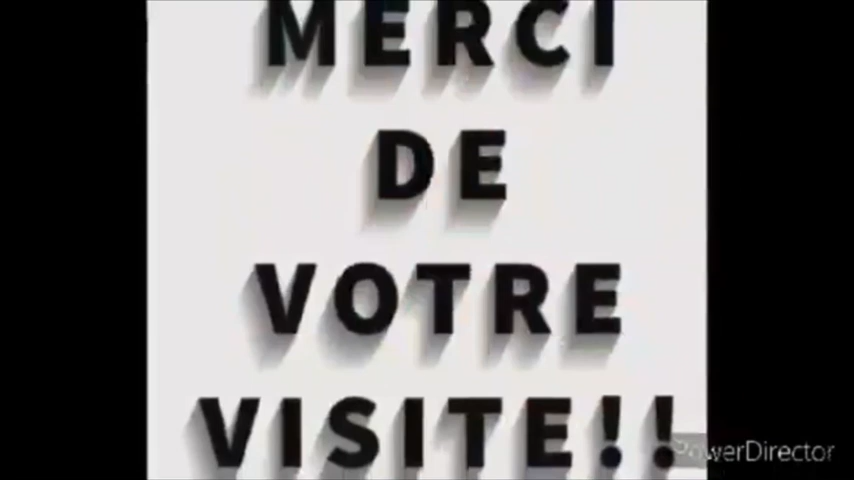 MERCI
DE
VOTRE
VISITE!!
PowerDirector